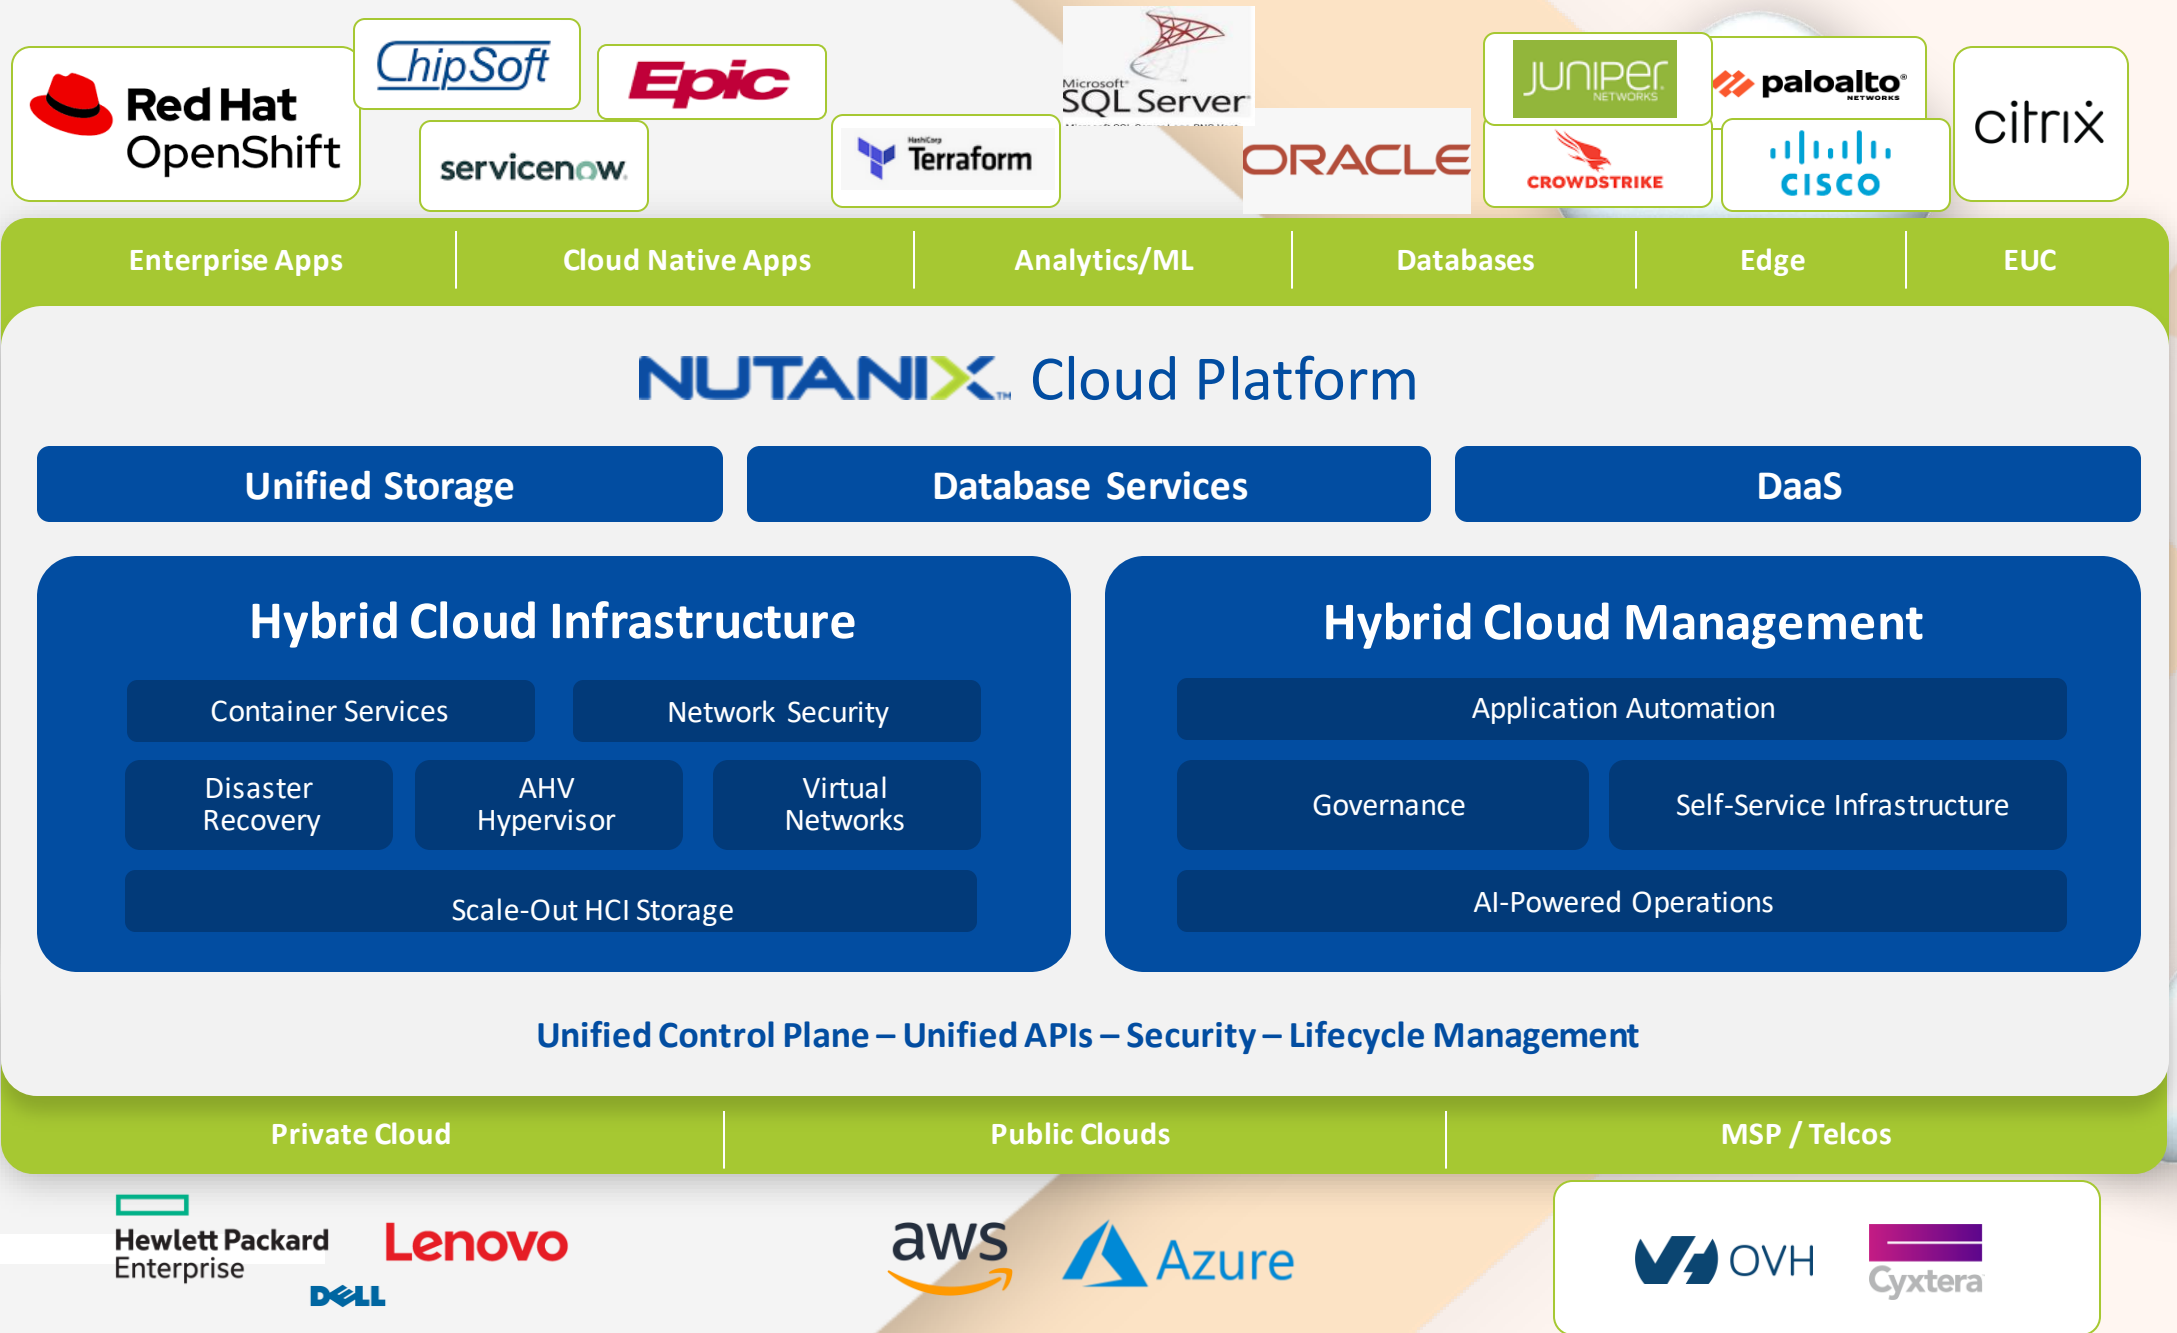 Red Hat
OpenShift
ChipSoft
servicenow
Epic
HashiCorp
Terraform
Microsoft®
SQL Server
ORACLE
JUNIPER
NETWORKS
paloalto®
NETWORKS
CROWDSTRIKE
CISCO
citrix
Enterprise Apps
Cloud Native Apps
Analytics/ML
Databases
Edge
EUC
NUTANIX™ Cloud Platform
Unified Storage
Database Services
DaaS
Hybrid Cloud Infrastructure
Container Services
Network Security
Disaster
Recovery
AHV
Hypervisor
Virtual
Networks
Scale-Out HCI Storage
Hybrid Cloud Management
Application Automation
Governance
Self-Service Infrastructure
AI-Powered Operations
Unified Control Plane – Unified APIs – Security – Lifecycle Management
Private Cloud
Public Clouds
MSP / Telcos
Hewlett Packard
Enterprise
DELL
Lenovo
aws
Azure
OVH
Cyxtera